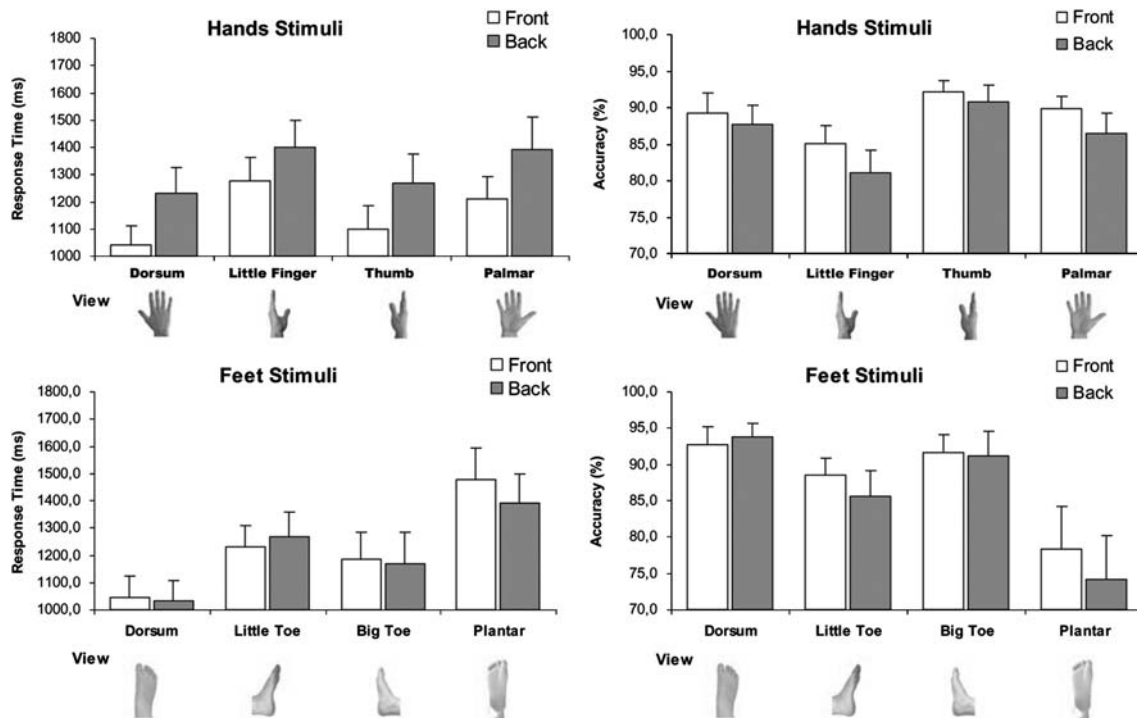 Hands Stimuli
Front
Back
Response Time (ms)
1800
1700
1600
1500
1400
1300
1200
1100
1000
Dorsum Little Finger Thumb Palmar
View
Hands Stimuli
Front
Back
Accuracy (%)
100,0
95,0
90,0
85,0
80,0
75,0
70,0
Dorsum Little Finger Thumb Palmar
View
Feet Stimuli
Front
Back
Response Time (ms)
1800,0
1700,0
1600,0
1500,0
1400,0
1300,0
1200,0
1100,0
1000,0
Dorsum Little Toe Big Toe Plantar
View
Feet Stimuli
Front
Back
Accuracy (%)
100,0
95,0
90,0
85,0
80,0
75,0
70,0
Dorsum Little Toe Big Toe Plantar
View